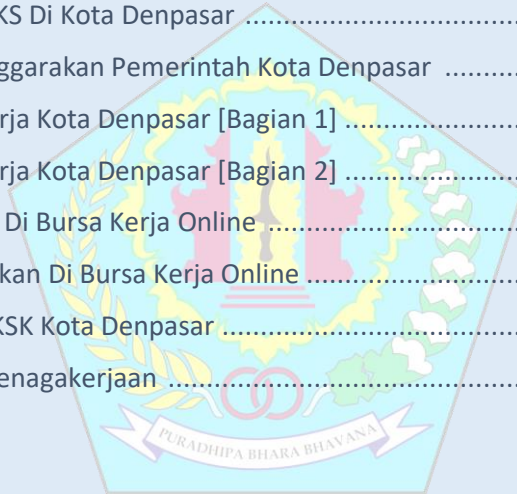 KS Di Kota Denpasar ................................
nggarakan Pemerintah Kota Denpasar ..........
rja Kota Denpasar [Bagian 1] ......................
rja Kota Denpasar [Bagian 2] ......................
Di Bursa Kerja Online ................................
kan Di Bursa Kerja Online ...........................
KSK Kota Denpasar ...................................
enagakerjaan ..........................................
PURADHIPA BHARA BHAVANA